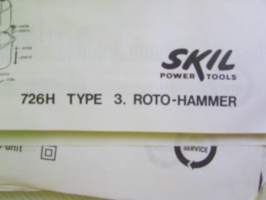 SKIL
POWER TOOLS
726H TYPE 3. ROTO-HAMMER
SERVICE